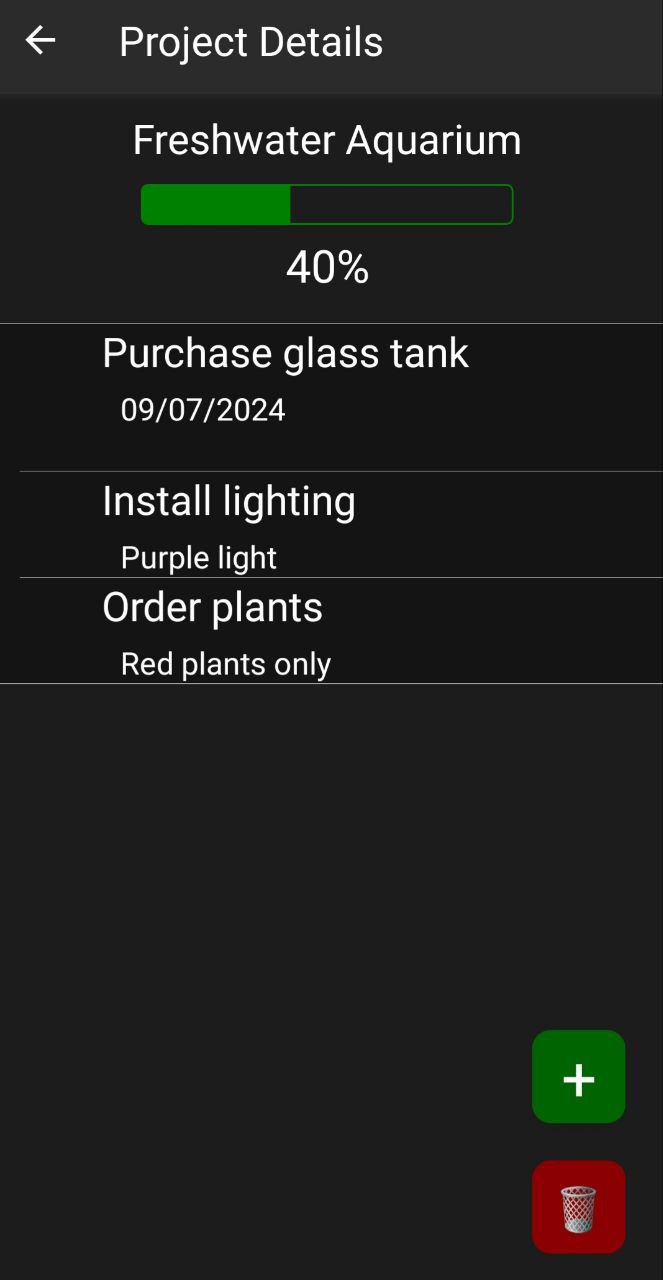 Project Details
Freshwater Aquarium
40%
Purchase glass tank
09/07/2024
Install lighting
Purple light
Order plants
Red plants only
+